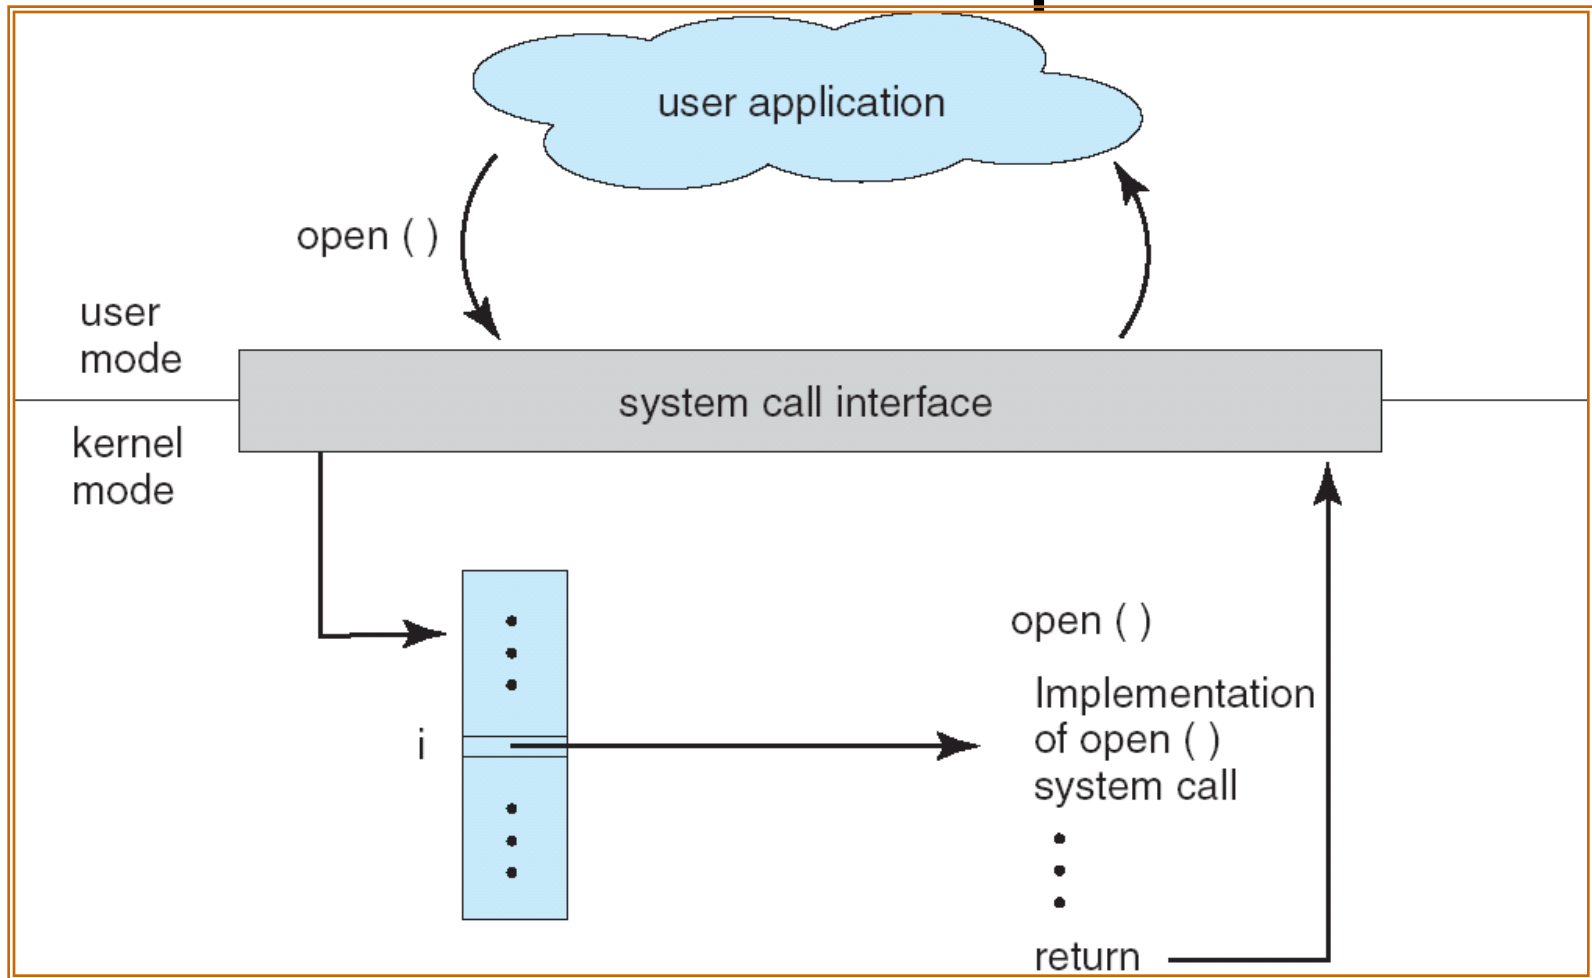 user application
open ( )
user
mode
system call interface
kernel
mode
open ( )
Implementation
i
of open ( )
system call
return